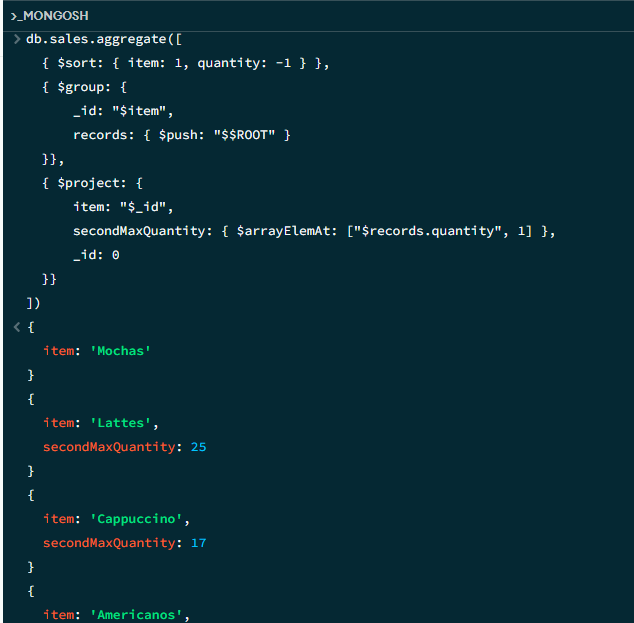 >_MONGOSH
> db.sales.aggregate([
{ $sort: { item: 1, quantity: -1 } },
{ $group: {
_id: "$item",
records: { $push: "$$ROOT" }
}},
{ $project: {
item: "$_id",
secondMaxQuantity: { $arrayElemAt: ["$records.quantity", 1] },
_id: 0
}}
])
< {
item: 'Mochas'
}
{
item: 'Lattes',
secondMaxQuantity: 25
}
{
item: 'Cappuccino',
secondMaxQuantity: 17
}
{
item: 'Americanos',